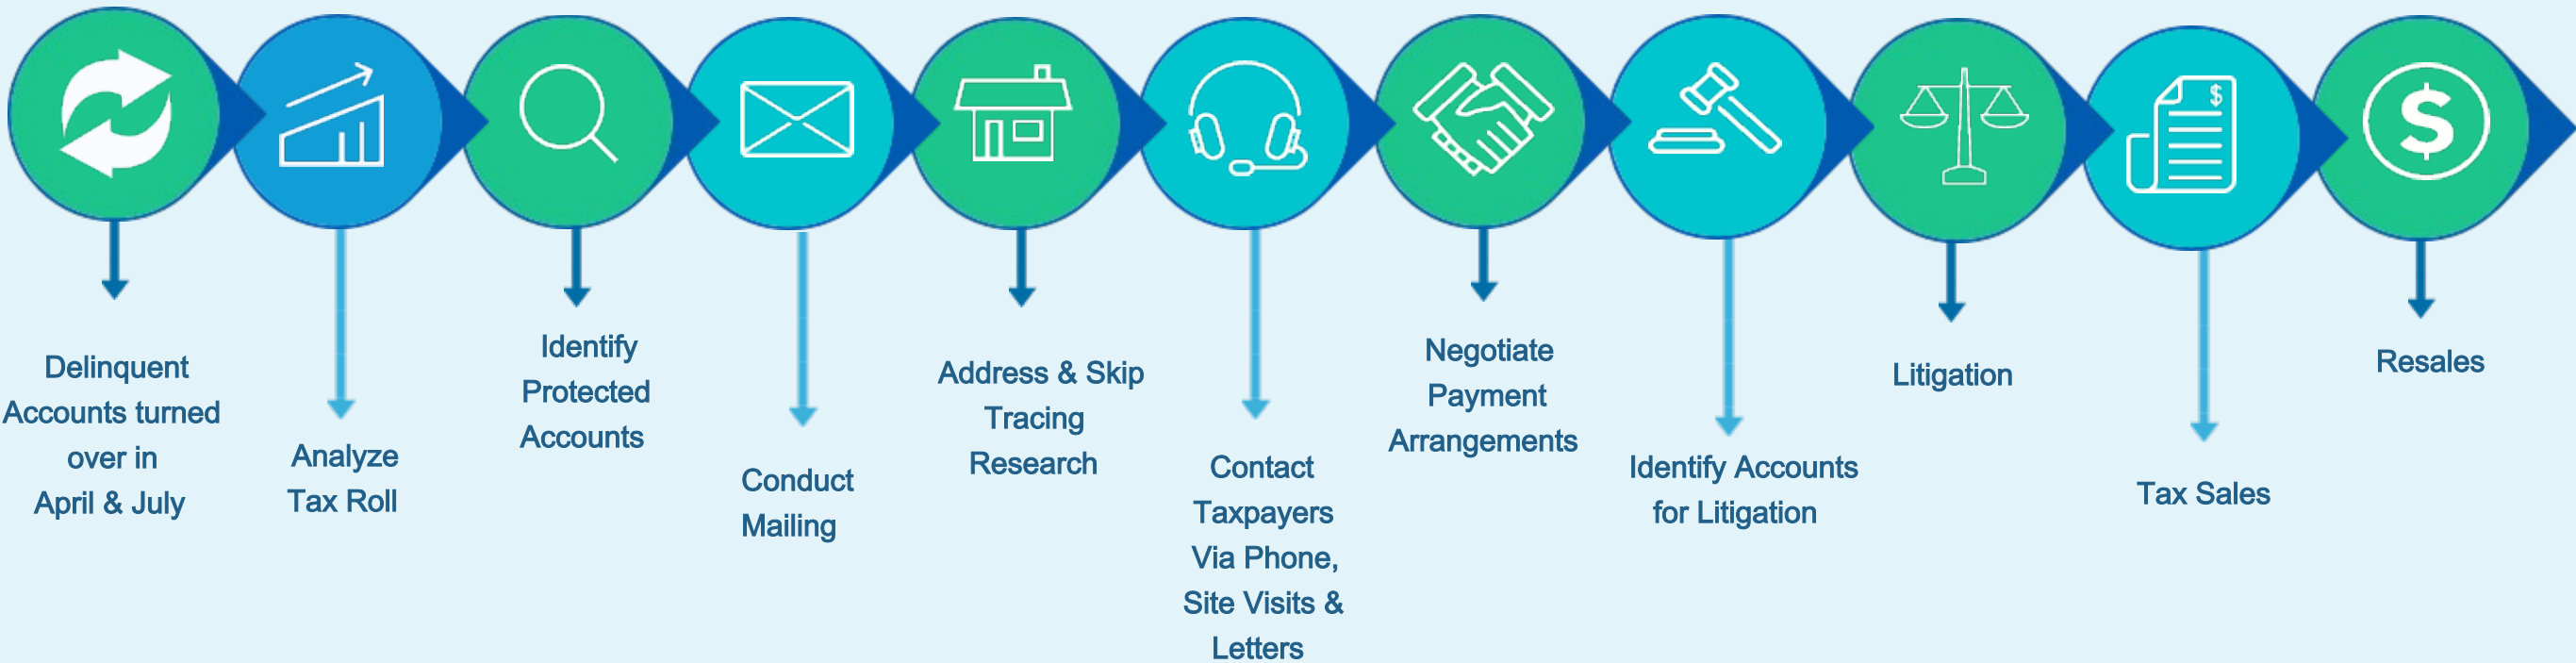 Delinquent
Accounts turned
over in
April & July
Analyze
Tax Roll
Identify
Protected
Accounts
Conduct
Mailing
Address & Skip
Tracing
Research
Contact
Taxpayers
Via Phone,
Site Visits &
Letters
Negotiate
Payment
Arrangements
Identify Accounts
for Litigation
Litigation
$
Tax Sales
$
Resales